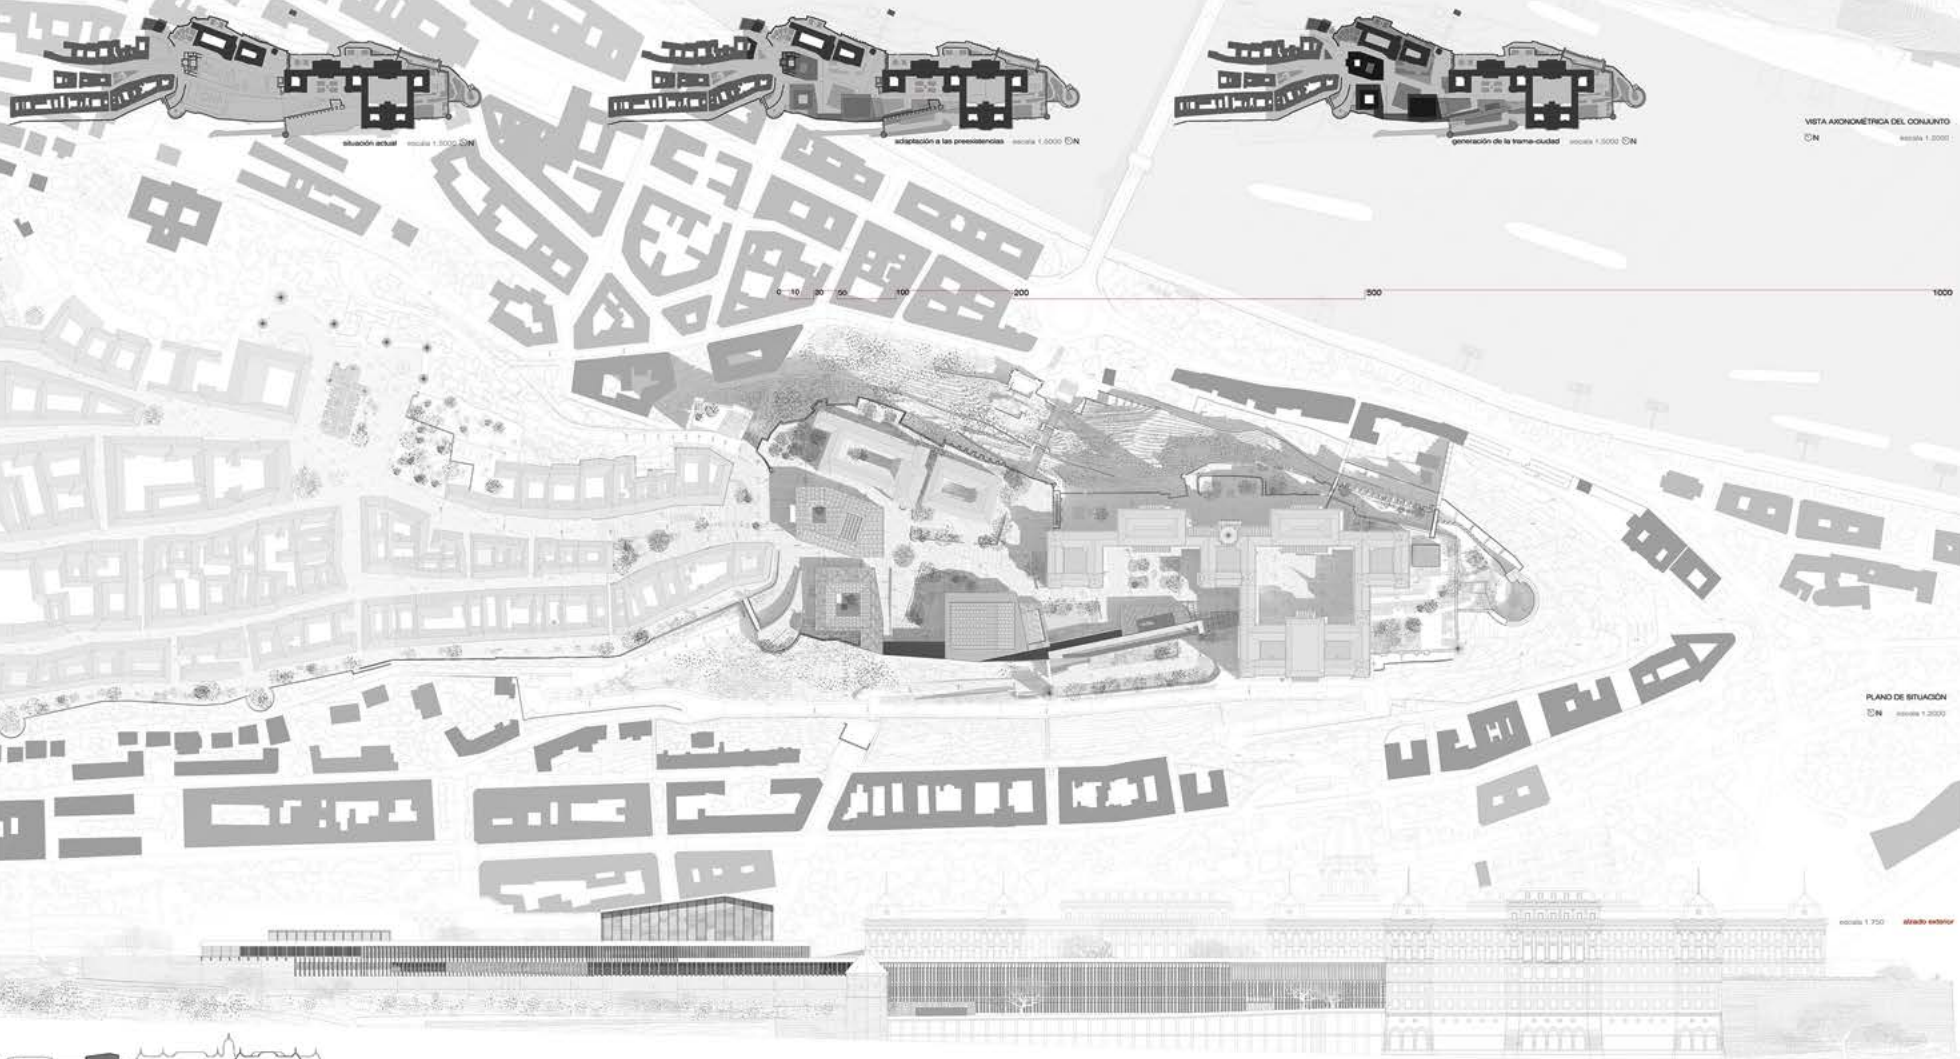 situación actual escala 1.5000 N
adaptación a las preexistencias escala 1.5000 N
generación de la trama-ciudad escala 1.5000 N
VISTA AXONOMÉTRICA DEL CONJUNTO
N escala 1.2000
0 10 30 50 100 200 500 1000
PLANO DE SITUACIÓN
N escala 1.2000
escala 1.750 alzado exterior